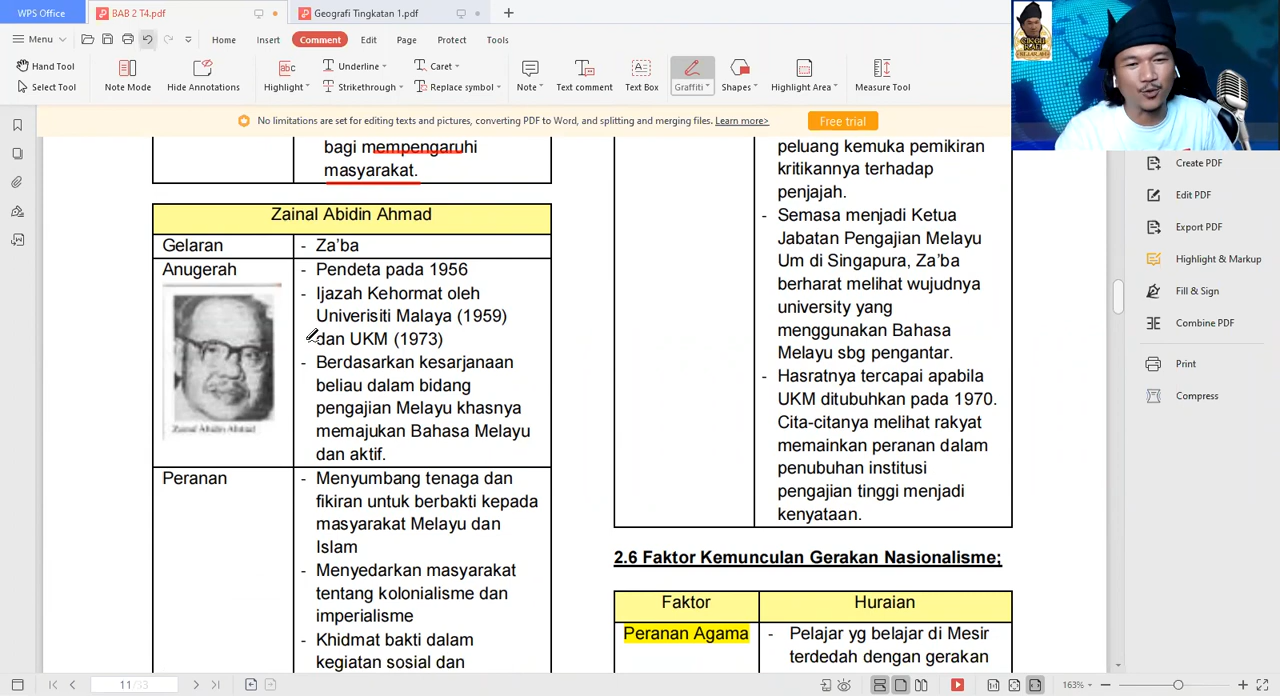 WPS Office
BAB 2 T4.pdf
Geografi Tingkatan 1.pdf
Menu
Home
Insert
Comment
Edit
Page
Protect
Tools
Hand Tool
Select Tool
Note Mode
Hide Annotations
Highlight
Underline
Strikethrough
Caret
Replace symbol
Note
Text comment
Text Box
Graffiti
Shapes
Highlight Area
Measure Tool
No limitations are set for editing texts and pictures, converting PDF to Word, and splitting and merging files. Learn more>
Free trial
bagi mempengaruhi
masyarakat.
Zainal Abidin Ahmad
Gelaran
- Za'ba
Anugerah
- Pendeta pada 1956
- Ijazah Kehormat oleh
Univerisiti Malaya (1959)
dan UKM (1973)
- Berdasarkan kesarjanaan
beliau dalam bidang
pengajian Melayu khasnya
memajukan Bahasa Melayu
dan aktif.
Zainal Abidin Ahmad
Peranan
- Menyumbang tenaga dan
fikiran untuk berbakti kepada
masyarakat Melayu dan
Islam
- Menyedarkan masyarakat
tentang kolonialisme dan
imperialisme
- Khidmat bakti dalam
kegiatan sosial dan
peluang kemuka pemikiran
kritikannya terhadap
penjajah.
- Semasa menjadi Ketua
Jabatan Pengajian Melayu
Um di Singapura, Za'ba
berharat melihat wujudnya
university yang
menggunakan Bahasa
Melayu sbg pengantar.
- Hasratnya tercapai apabila
UKM ditubuhkan pada 1970.
Cita-citanya melihat rakyat
memainkan peranan dalam
penubuhan institusi
pengajian tinggi menjadi
kenyataan.
2.6 Faktor Kemunculan Gerakan Nasionalisme;
Faktor
Huraian
Peranan Agama
- Pelajar yg belajar di Mesir
terdedah dengan gerakan
Create PDF
Edit PDF
Export PDF
Highlight & Markup
Fill & Sign
Combine PDF
Print
Compress
11/33
163%